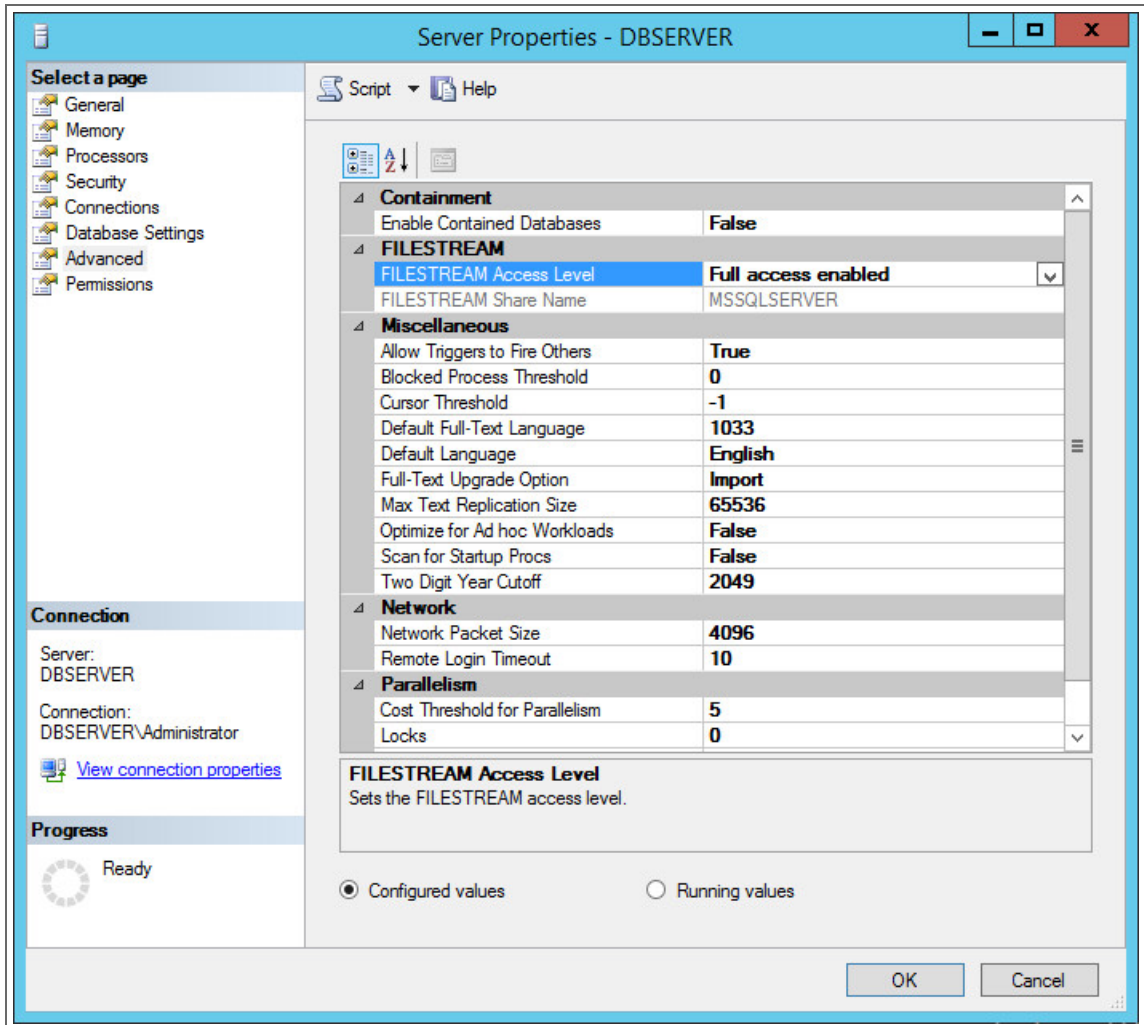 Server Properties - DBSERVER
Select a page
General
Memory
Processors
Security
Connections
Database Settings
Advanced
Permissions
Connection
Server:
DBSERVER
Connection:
DBSERVER\Administrator
View connection properties
Progress
Ready
Script Help
Containment
Enable Contained Databases False
FILESTREAM
FILESTREAM Access Level Full access enabled
FILESTREAM Share Name MSSQLSERVER
Miscellaneous
Allow Triggers to Fire Others True
Blocked Process Threshold 0
Cursor Threshold -1
Default Full-Text Language 1033
Default Language English
Full-Text Upgrade Option Import
Max Text Replication Size 65536
Optimize for Ad hoc Workloads False
Scan for Startup Procs False
Two Digit Year Cutoff 2049
Network
Network Packet Size 4096
Remote Login Timeout 10
Parallelism
Cost Threshold for Parallelism 5
Locks 0
FILESTREAM Access Level
Sets the FILESTREAM access level.
Configured values Running values
OK Cancel